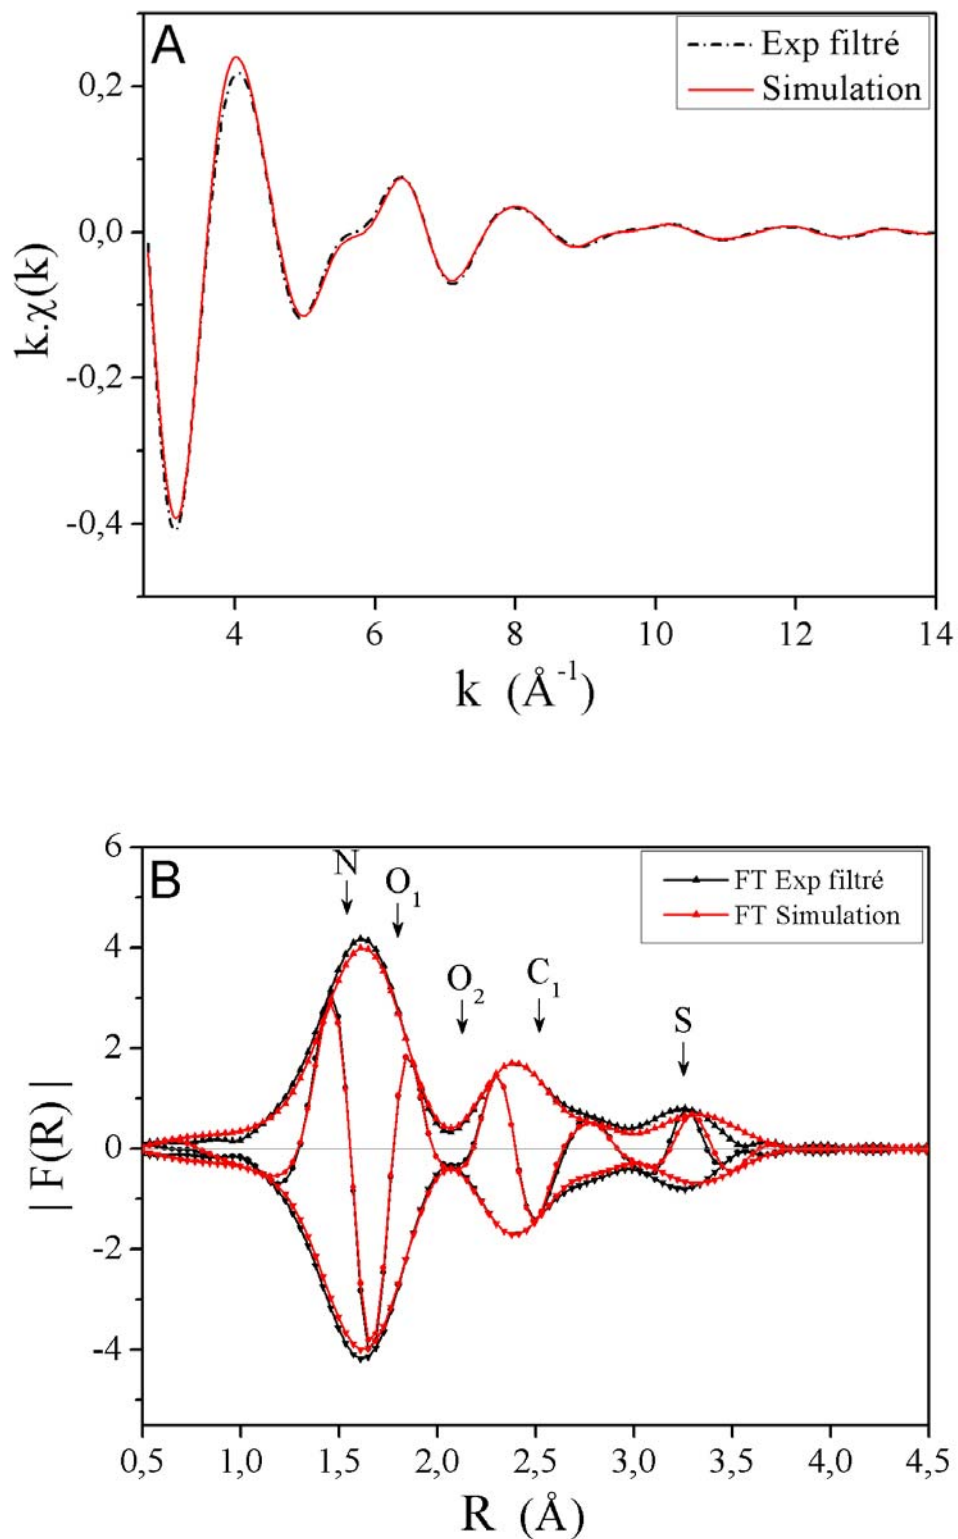 A
Exp filtré
Simulation
0,2
0,0
-0,2
-0,4
k.χ(k)
4 6 8 10 12 14
k (Å⁻¹)
B
FT Exp filtré
FT Simulation
N
O₁
O₂
C₁
S
6
4
2
0
-2
-4
| F(R) |
0,5 1,0 1,5 2,0 2,5 3,0 3,5 4,0 4,5
R (Å)